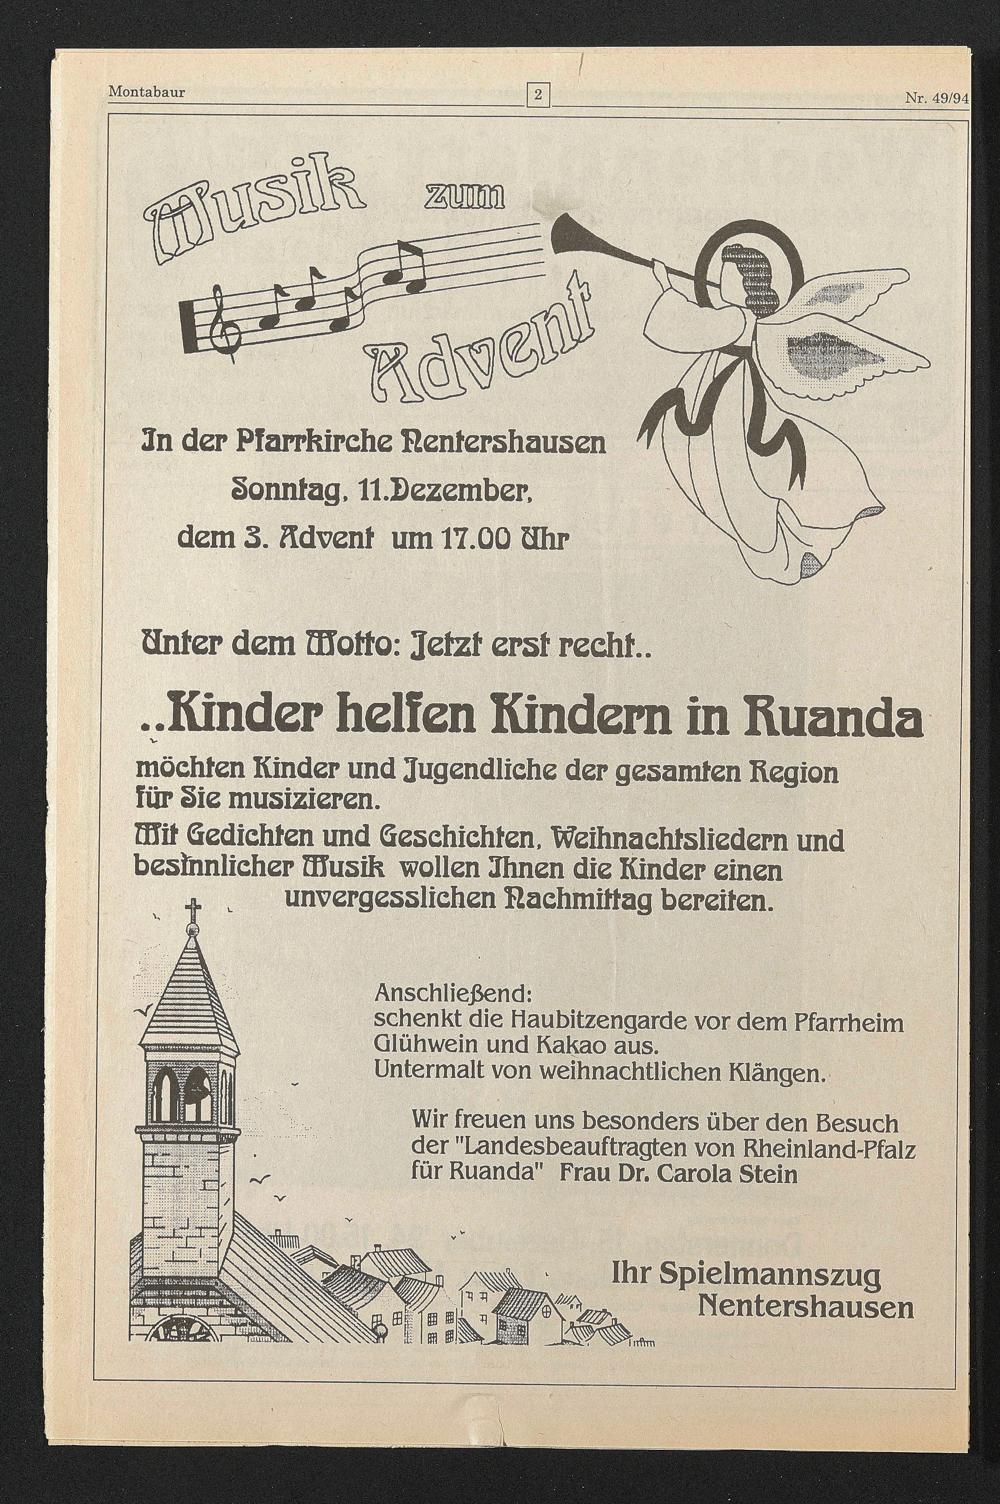 Montabaur
2
Nr. 49/94
Musik zum
Advent
In der Pfarrkirche Nentershausen
Sonntag, 11.Dezember,
dem 3. Advent um 17.00 Uhr
Unter dem Motto: Jetzt erst recht..
..Kinder helfen Kindern in Ruanda
möchten Kinder und Jugendliche der gesamten Region
für Sie musizieren.
Mit Gedichten und Geschichten, Weihnachtsliedern und
besinnlicher Musik wollen Ihnen die Kinder einen
unvergesslichen Nachmittag bereiten.
Anschließend:
schenkt die Haubitzengarde vor dem Pfarrheim
Glühwein und Kakao aus.
Untermalt von weihnachtlichen Klängen.
Wir freuen uns besonders über den Besuch
der "Landesbeauftragten von Rheinland-Pfalz
für Ruanda" Frau Dr. Carola Stein
Ihr Spielmannszug
Nentershausen